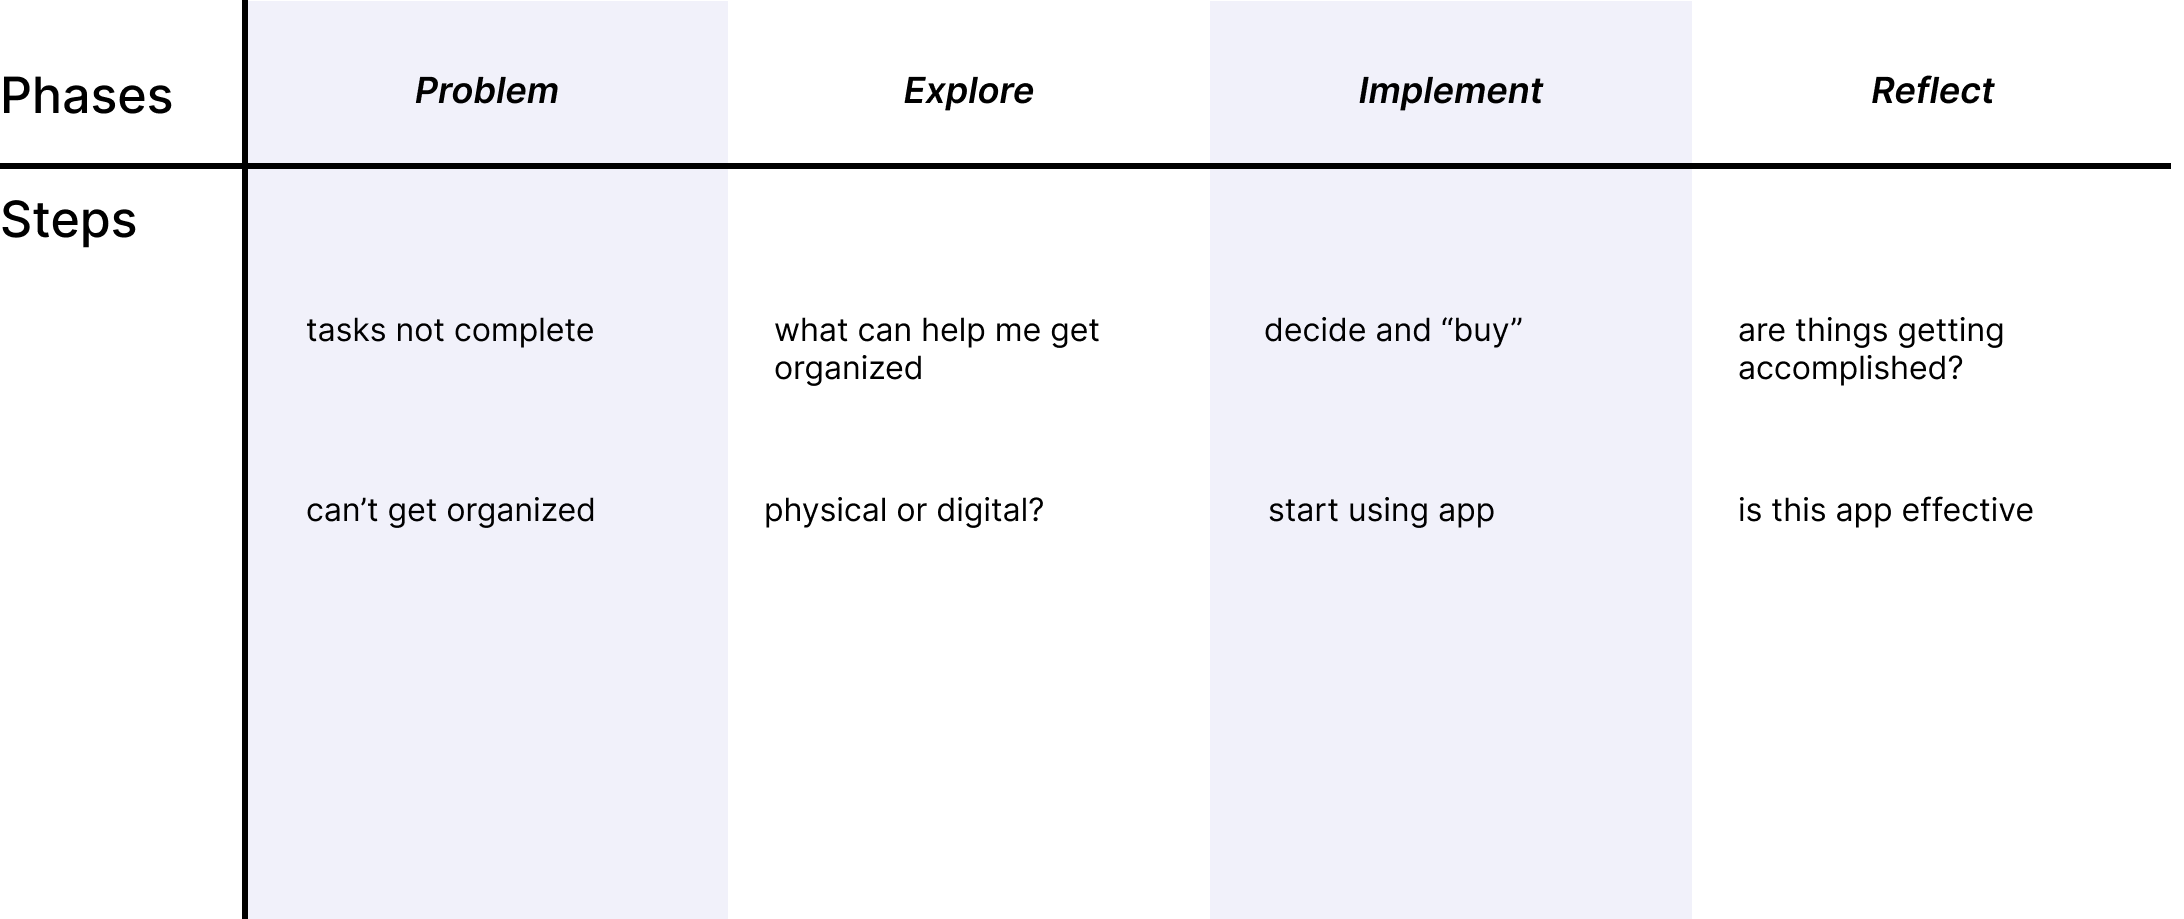 Phases
Problem
Explore
Implement
Reflect
Steps
tasks not complete
what can help me get
organized
decide and “buy”
are things getting
accomplished?
can’t get organized
physical or digital?
start using app
is this app effective